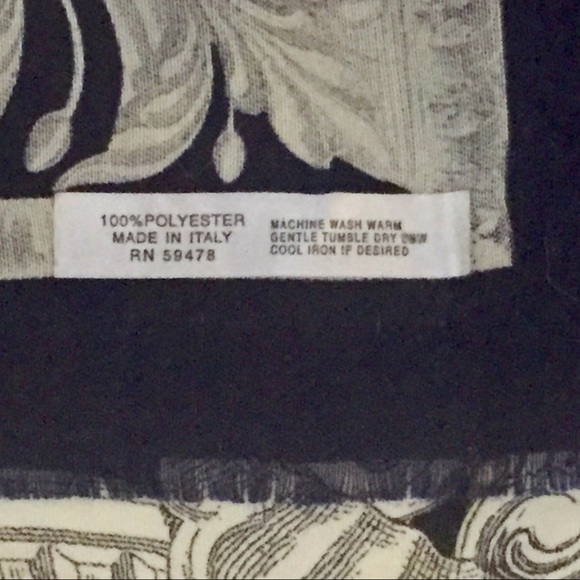 100%POLYESTER
MADE IN ITALY
RN 59478
MACHINE WASH WARM
GENTLE TUMBLE DRY
COOL IRON IF DESIRED